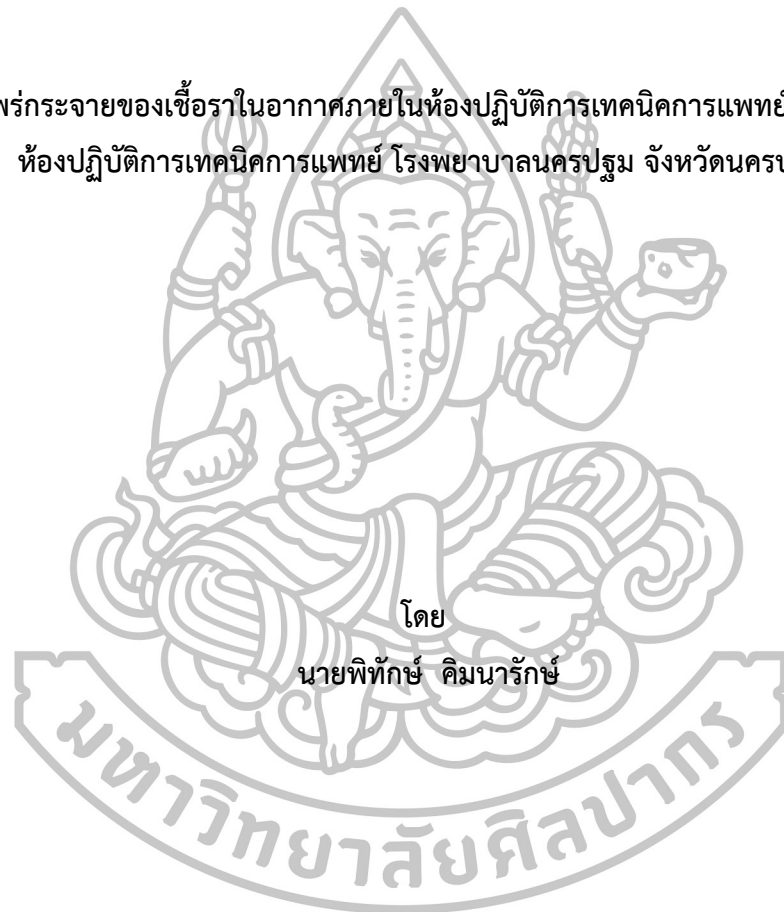 พร่กระจายของเชื้อราในอากาศภายในห้องปฏิบัติการเทคนิคการแพทย์
ห้องปฏิบัติการเทคนิคการแพทย์ โรงพยาบาลนครปฐม จังหวัดนครป
โดย
นายพิทักษ์ คิมนารักษ์
มหาวิทยาลัยศิลปากร